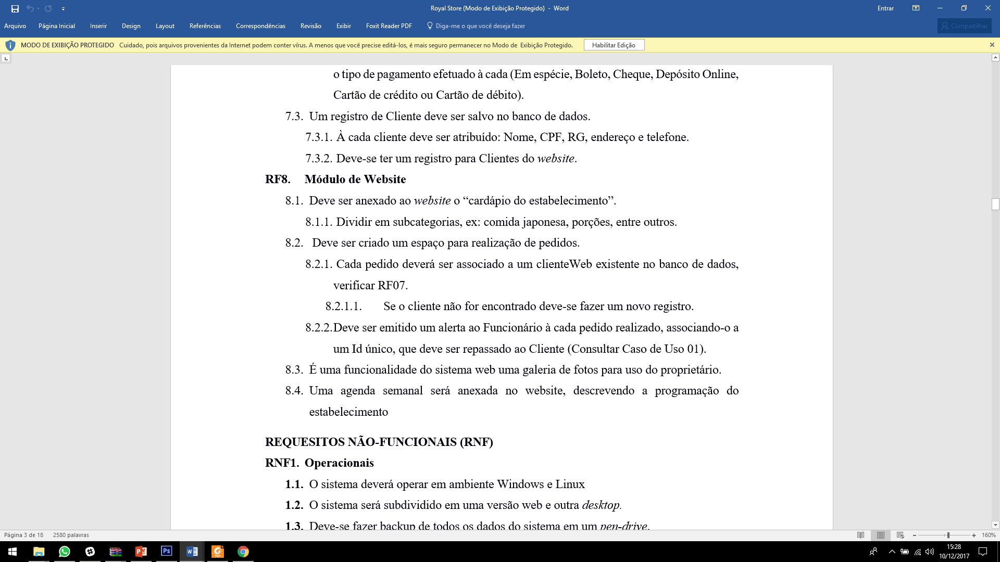 Royal Store (Modo de Exibição Protegido) - Word
Entrar
Arquivo Página Inicial Inserir Design Layout Referências Correspondências Revisão Exibir Foxit Reader PDF Diga-me o que você deseja fazer Compartilhar
MODO DE EXIBIÇÃO PROTEGIDO Cuidado, pois arquivos provenientes da Internet podem conter vírus. A menos que você precise editá-los, é mais seguro permanecer no Modo de Exibição Protegido. Habilitar Edição
o tipo de pagamento efetuado à cada (Em espécie, Boleto, Cheque, Depósito Online,
Cartão de crédito ou Cartão de débito).
7.3. Um registro de Cliente deve ser salvo no banco de dados.
7.3.1. À cada cliente deve ser atribuído: Nome, CPF, RG, endereço e telefone.
7.3.2. Deve-se ter um registro para Clientes do website.
RF8. Módulo de Website
8.1. Deve ser anexado ao website o “cardápio do estabelecimento”.
8.1.1. Dividir em subcategorias, ex: comida japonesa, porções, entre outros.
8.2. Deve ser criado um espaço para realização de pedidos.
8.2.1. Cada pedido deverá ser associado a um clienteWeb existente no banco de dados,
verificar RF07.
8.2.1.1. Se o cliente não for encontrado deve-se fazer um novo registro.
8.2.2. Deve ser emitido um alerta ao Funcionário à cada pedido realizado, associando-o a
um Id único, que deve ser repassado ao Cliente (Consultar Caso de Uso 01).
8.3. É uma funcionalidade do sistema web uma galeria de fotos para uso do proprietário.
8.4. Uma agenda semanal será anexada no website, descrevendo a programação do
estabelecimento
REQUESITOS NÃO-FUNCIONAIS (RNF)
RNF1. Operacionais
1.1. O sistema deverá operar em ambiente Windows e Linux
1.2. O sistema será subdividido em uma versão web e outra desktop.
1.3. Deve-se fazer backup de todos os dados do sistema em um pen-drive.
Página 3 de 18 2580 palavras
160%
15:28
10/12/2017